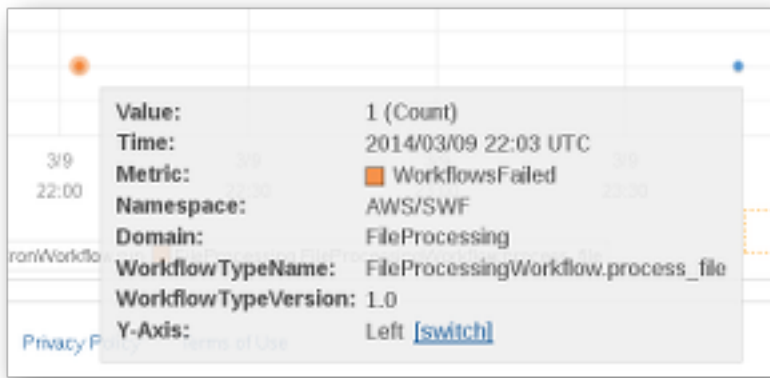 Value: 1 (Count)
Time: 2014/03/09 22:03 UTC
3/9 3/9 3/9
Metric: WorkflowsFailed
22:00 22:30 23:30
Namespace: AWS/SWF
Domain: FileProcessing
ronWorkflo
WorkflowTypeName: FileProcessingWorkflow.process_file
WorkflowTypeVersion: 1.0
Y-Axis: Left [switch]
Privacy Policy Terms of Use